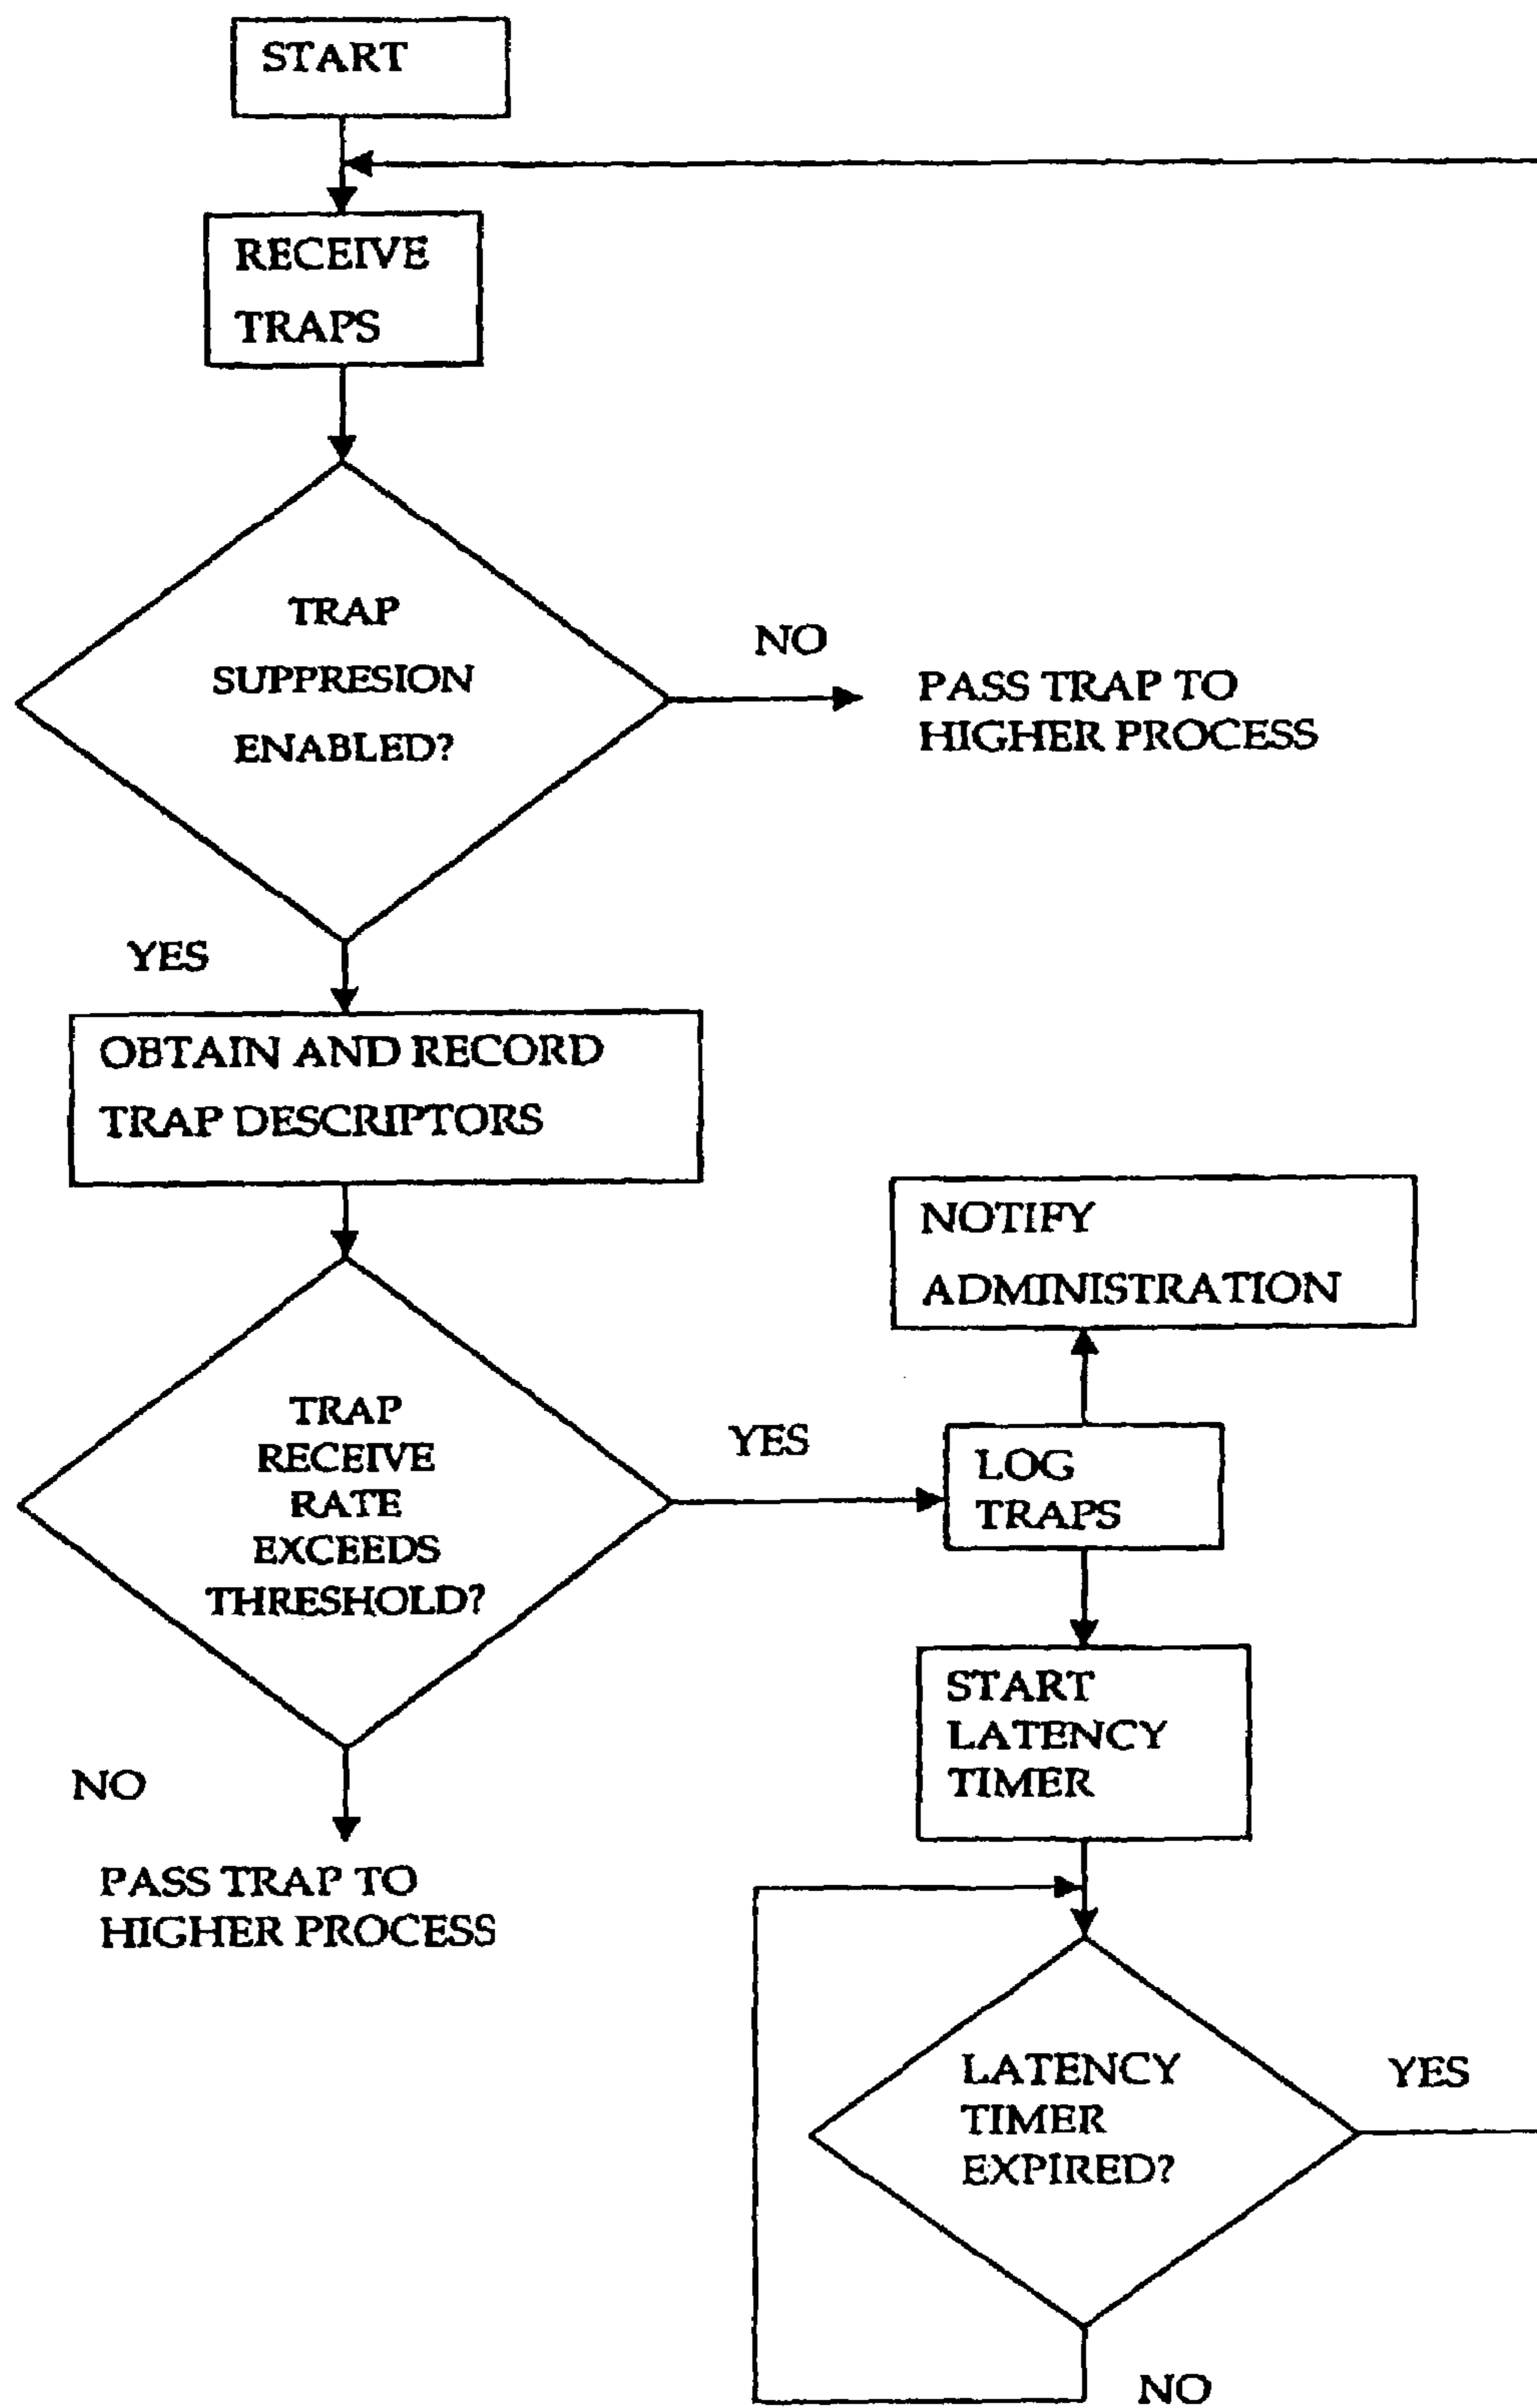 START
RECEIVE
TRAPS
TRAP
SUPPRESION
ENABLED?
NO
PASS TRAP TO
HIGHER PROCESS
YES
OBTAIN AND RECORD
TRAP DESCRIPTORS
NOTIFY
ADMINISTRATION
TRAP
RECEIVE
RATE
EXCEEDS
THRESHOLD?
YES
LOG
TRAPS
START
LATENCY
TIMER
NO
PASS TRAP TO
HIGHER PROCESS
LATENCY
TIMER
EXPIRED?
YES
NO